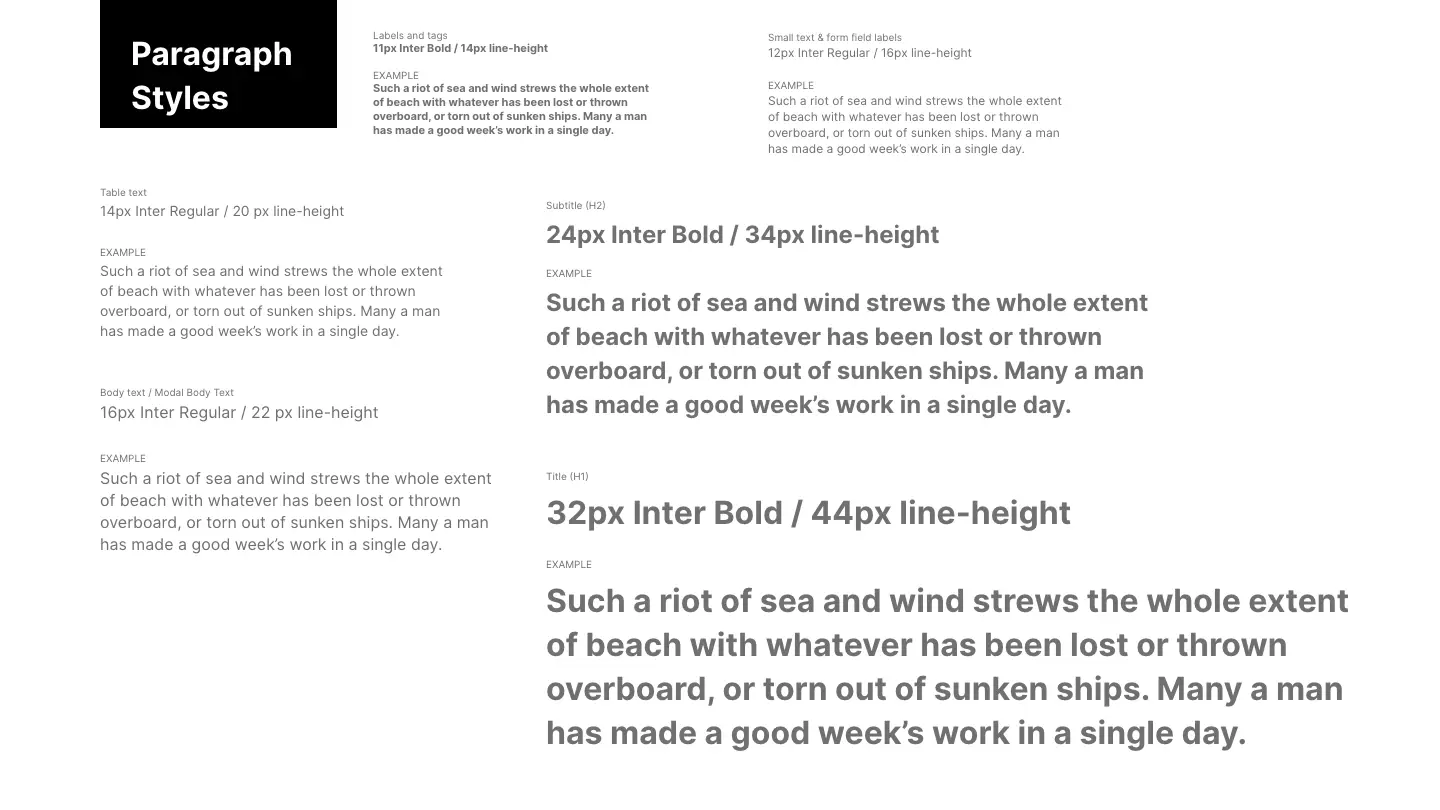 Paragraph
Styles
Labels and tags
11px Inter Bold / 14px line-height
EXAMPLE
Such a riot of sea and wind strews the whole extent
of beach with whatever has been lost or thrown
overboard, or torn out of sunken ships. Many a man
has made a good week’s work in a single day.
Small text & form field labels
12px Inter Regular / 16px line-height
EXAMPLE
Such a riot of sea and wind strews the whole extent
of beach with whatever has been lost or thrown
overboard, or torn out of sunken ships. Many a man
has made a good week’s work in a single day.
Table text
14px Inter Regular / 20 px line-height
EXAMPLE
Such a riot of sea and wind strews the whole extent
of beach with whatever has been lost or thrown
overboard, or torn out of sunken ships. Many a man
has made a good week’s work in a single day.
Body text / Modal Body Text
16px Inter Regular / 22 px line-height
EXAMPLE
Such a riot of sea and wind strews the whole extent
of beach with whatever has been lost or thrown
overboard, or torn out of sunken ships. Many a man
has made a good week’s work in a single day.
Subtitle (H2)
24px Inter Bold / 34px line-height
EXAMPLE
Such a riot of sea and wind strews the whole extent
of beach with whatever has been lost or thrown
overboard, or torn out of sunken ships. Many a man
has made a good week’s work in a single day.
Title (H1)
32px Inter Bold / 44px line-height
EXAMPLE
Such a riot of sea and wind strews the whole extent
of beach with whatever has been lost or thrown
overboard, or torn out of sunken ships. Many a man
has made a good week’s work in a single day.